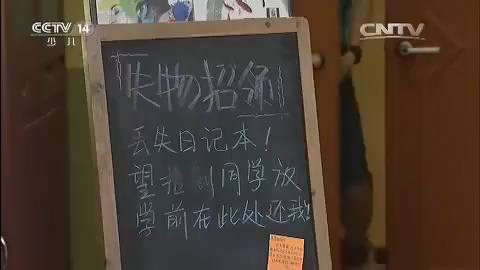 CCTV 14
少儿
CNTV
失物招领
丢失日记本！
望拾到同学放
学前在此处还我！